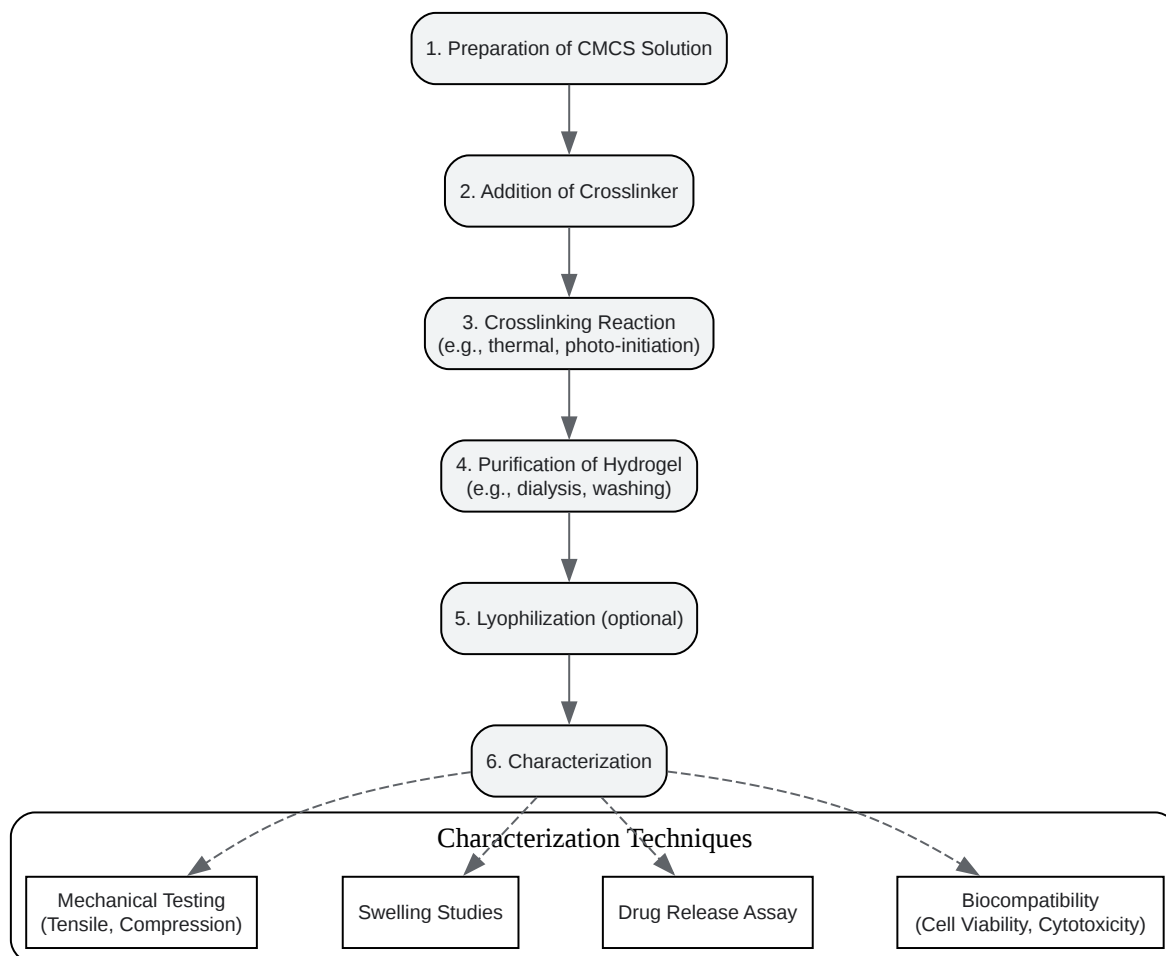 1. Preparation of CMCS Solution
2. Addition of Crosslinker
3. Crosslinking Reaction
(e.g., thermal, photo-initiation)
4. Purification of Hydrogel
(e.g., dialysis, washing)
5. Lyophilization (optional)
6. Characterization
Characterization Techniques
Mechanical Testing
(Tensile, Compression)
Swelling Studies
Drug Release Assay
Biocompatibility
(Cell Viability, Cytotoxicity)